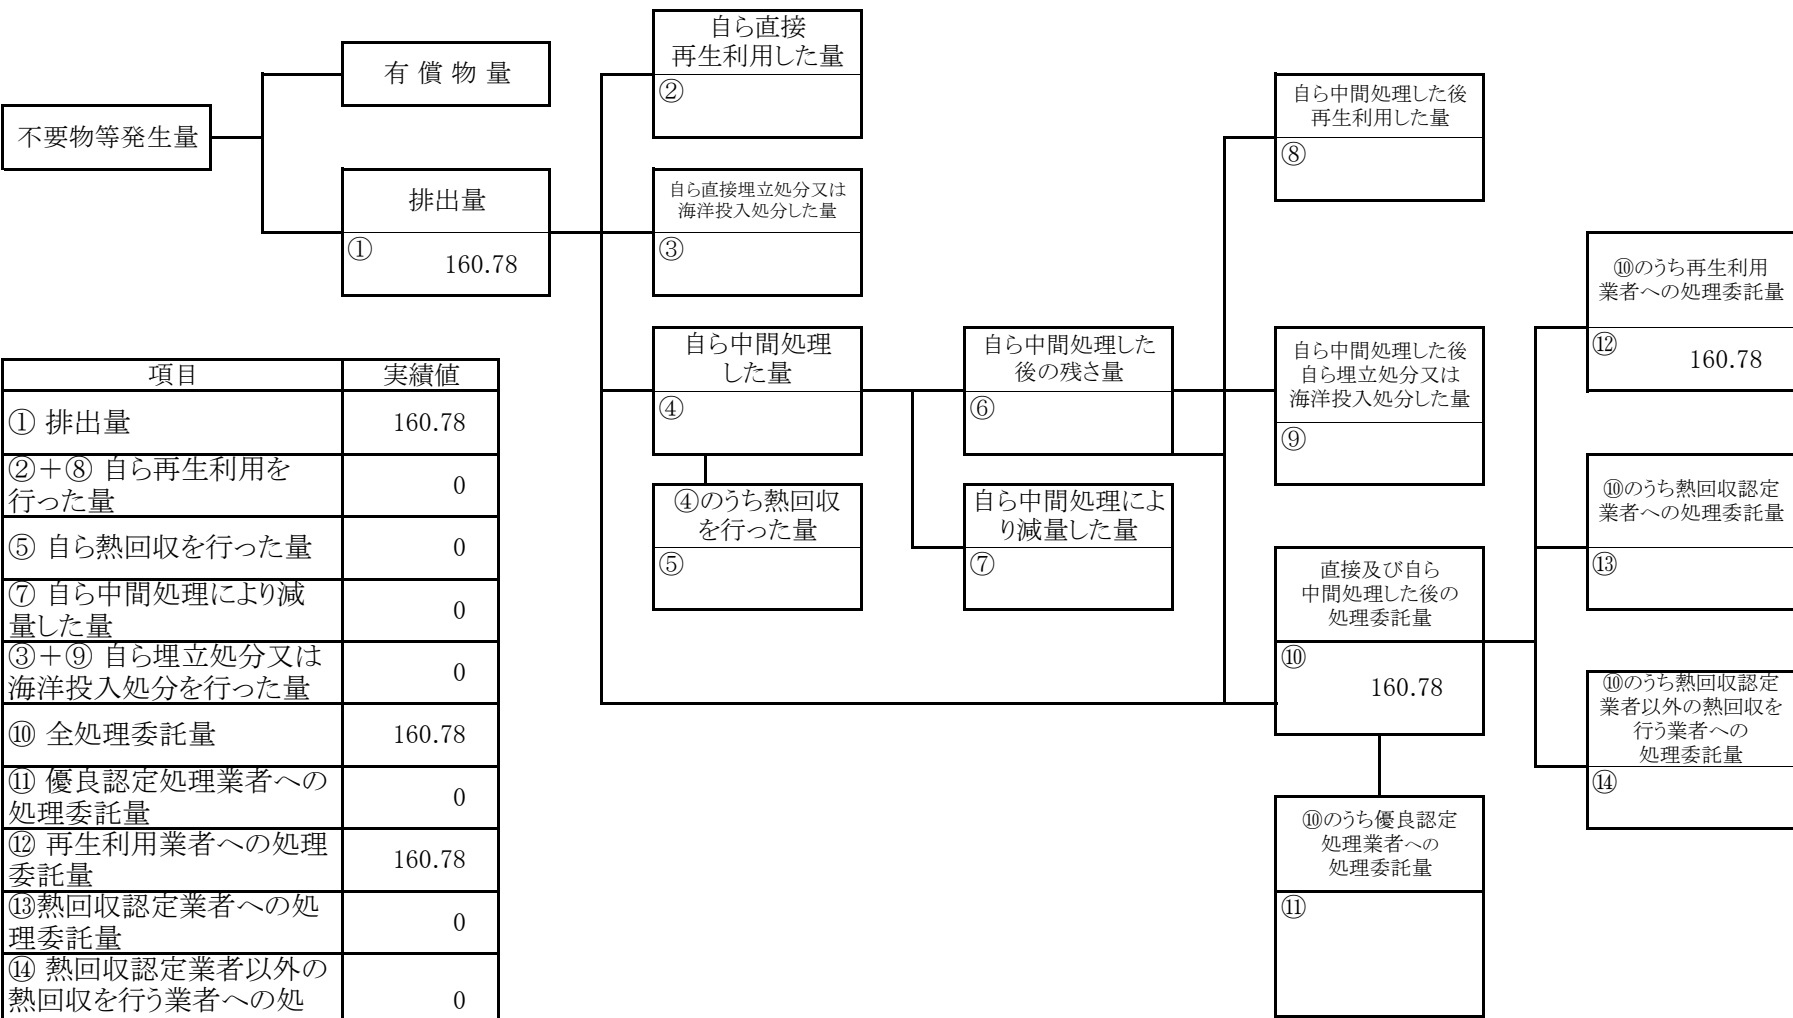 不要物等発生量
有 償 物 量
排出量
①
160.78
自ら直接
再生利用した量
②
自ら直接埋立処分又は
海洋投入処分した量
③
自ら中間処理
した量
④
④のうち熱回収
を行った量
⑤
自ら中間処理した
後の残さ量
⑥
自ら中間処理によ
り減量した量
⑦
自ら中間処理した後
再生利用した量
⑧
自ら中間処理した後
自ら埋立処分又は
海洋投入処分した量
⑨
直接及び自ら
中間処理した後の
処理委託量
⑩
160.78
⑩のうち優良認定
処理業者への
処理委託量
⑪
⑩のうち再生利用
業者への処理委託量
⑫
160.78
⑩のうち熱回収認定
業者への処理委託量
⑬
⑩のうち熱回収認定
業者以外の熱回収を
行う業者への
処理委託量
⑭
項目 実績値
① 排出量 160.78
②＋⑧ 自ら再生利用を
行った量 0
⑤ 自ら熱回収を行った量 0
⑦ 自ら中間処理により減
量した量 0
③＋⑨ 自ら埋立処分又は
海洋投入処分を行った量 0
⑩ 全処理委託量 160.78
⑪ 優良認定処理業者への
処理委託量 0
⑫ 再生利用業者への処理
委託量 160.78
⑬熱回収認定業者への処
理委託量 0
⑭ 熱回収認定業者以外の
熱回収を行う業者への処 0